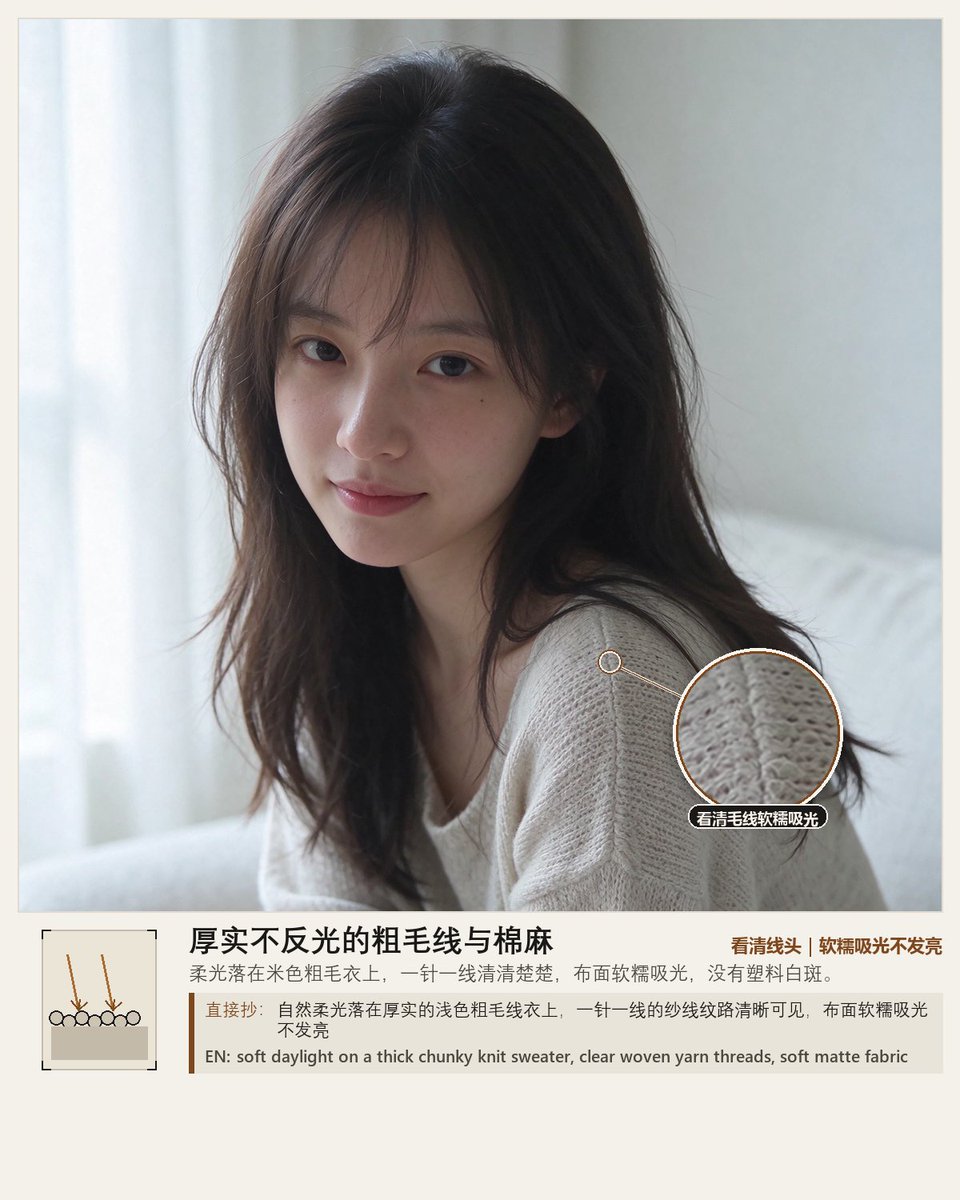 看清毛线软糯吸光
厚实不反光的粗毛线与棉麻
看清线头｜软糯吸光不发亮
柔光落在米色粗毛衣上，一针一线清清楚楚，布面软糯吸光，没有塑料白斑。
直接抄： 自然柔光落在厚实的浅色粗毛线衣上，一针一线的纱线纹路清晰可见，布面软糯吸光
不发亮
EN: soft daylight on a thick chunky knit sweater, clear woven yarn threads, soft matte fabric